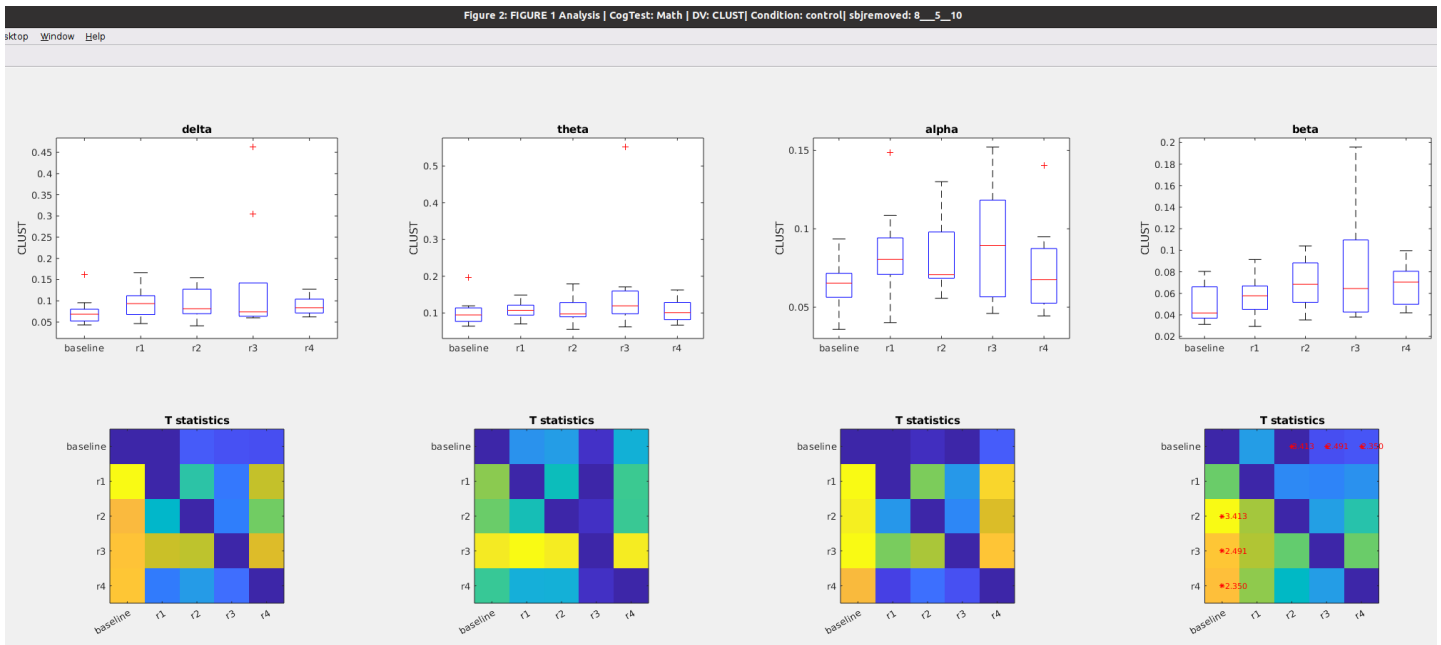 Figure 2: FIGURE 1 Analysis | CogTest: Math | DV: CLUST| Condition: control| sbjremoved: 8___5__10
sktop Window Help
delta
CLUST
0.45
0.4
0.35
0.3
0.25
0.2
0.15
0.1
0.05
baseline r1 r2 r3 r4
theta
CLUST
0.5
0.4
0.3
0.2
0.1
baseline r1 r2 r3 r4
alpha
CLUST
0.15
0.1
0.05
baseline r1 r2 r3 r4
beta
CLUST
0.2
0.18
0.16
0.14
0.12
0.1
0.08
0.06
0.04
0.02
baseline r1 r2 r3 r4
T statistics
baseline
r1
r2
r3
r4
baseline r1 r2 r3 r4
T statistics
baseline
r1
r2
r3
r4
baseline r1 r2 r3 r4
T statistics
baseline
r1
r2
r3
r4
baseline r1 r2 r3 r4
T statistics
baseline
r1
r2 *3.413
r3 *2.491
r4 *2.350
baseline r1 r2 r3 r4